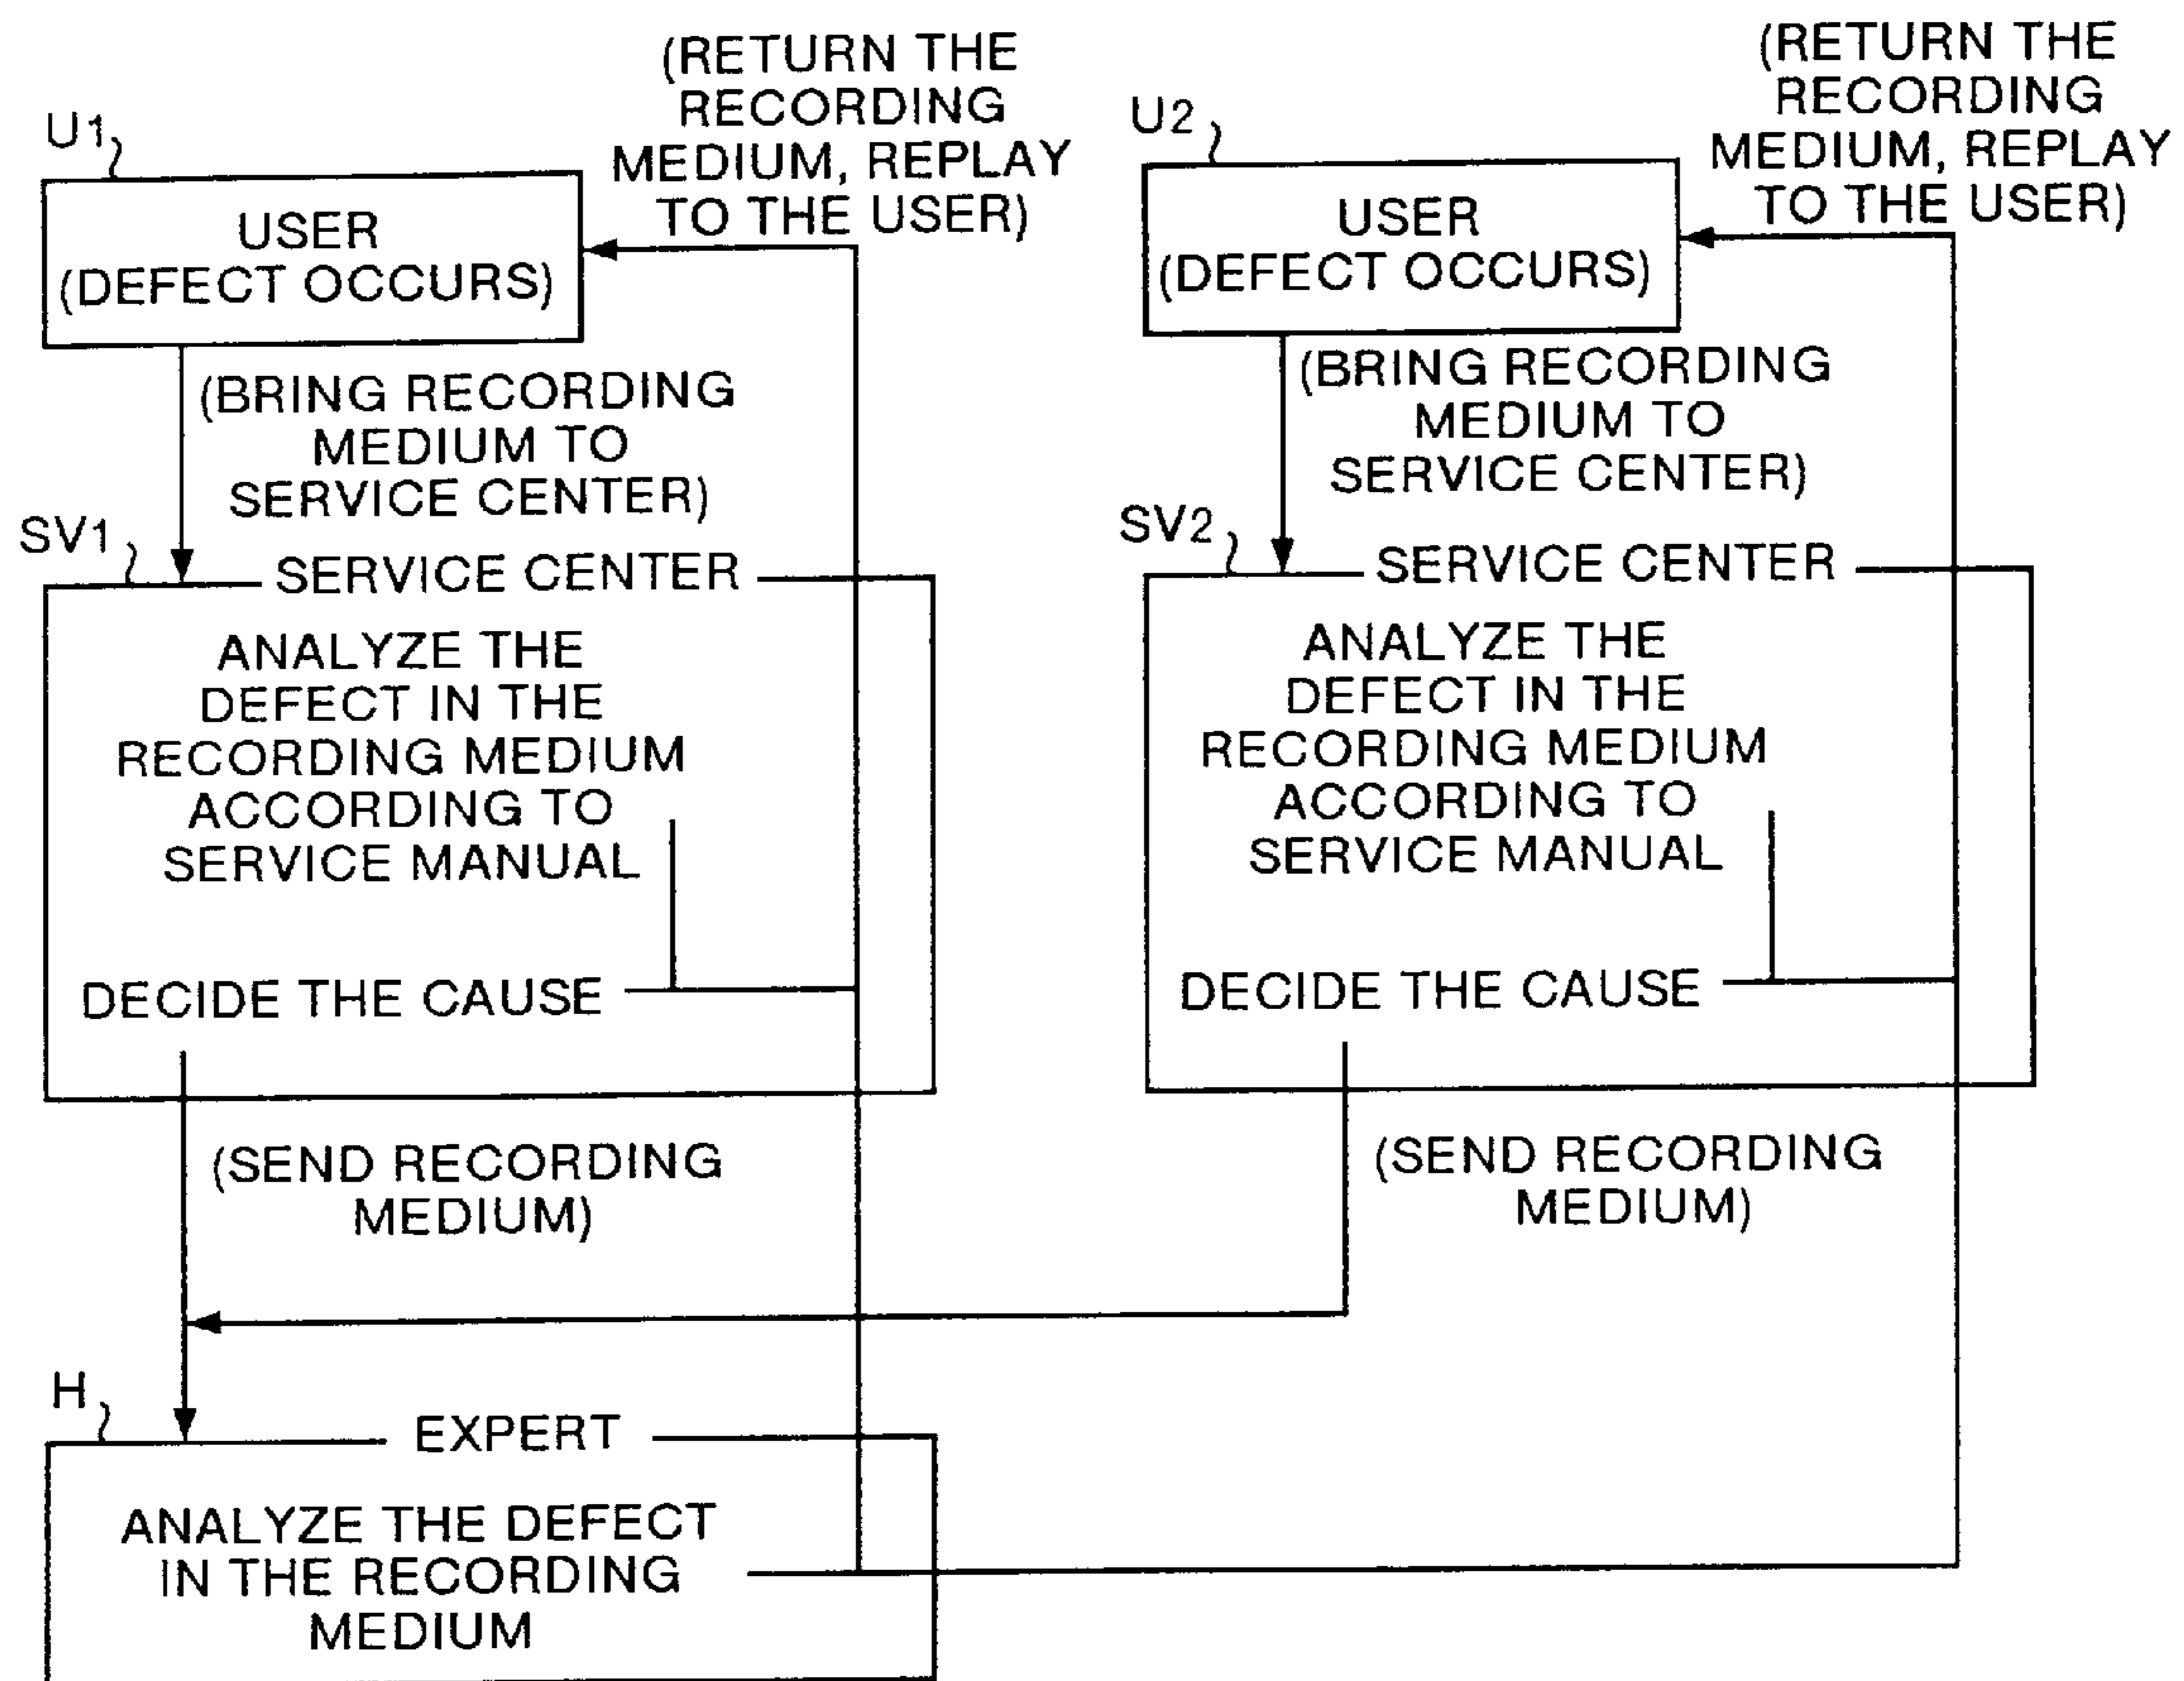 U1
(RETURN THE
RECORDING
MEDIUM, REPLAY
TO THE USER)
USER
(DEFECT OCCURS)
(BRING RECORDING
MEDIUM TO
SERVICE CENTER)
SV1
SERVICE CENTER
ANALYZE THE
DEFECT IN THE
RECORDING MEDIUM
ACCORDING TO
SERVICE MANUAL
DECIDE THE CAUSE
(SEND RECORDING
MEDIUM)
H
EXPERT
ANALYZE THE DEFECT
IN THE RECORDING
MEDIUM
U2
(RETURN THE
RECORDING
MEDIUM, REPLAY
TO THE USER)
USER
(DEFECT OCCURS)
(BRING RECORDING
MEDIUM TO
SERVICE CENTER)
SV2
SERVICE CENTER
ANALYZE THE
DEFECT IN THE
RECORDING MEDIUM
ACCORDING TO
SERVICE MANUAL
DECIDE THE CAUSE
(SEND RECORDING
MEDIUM)